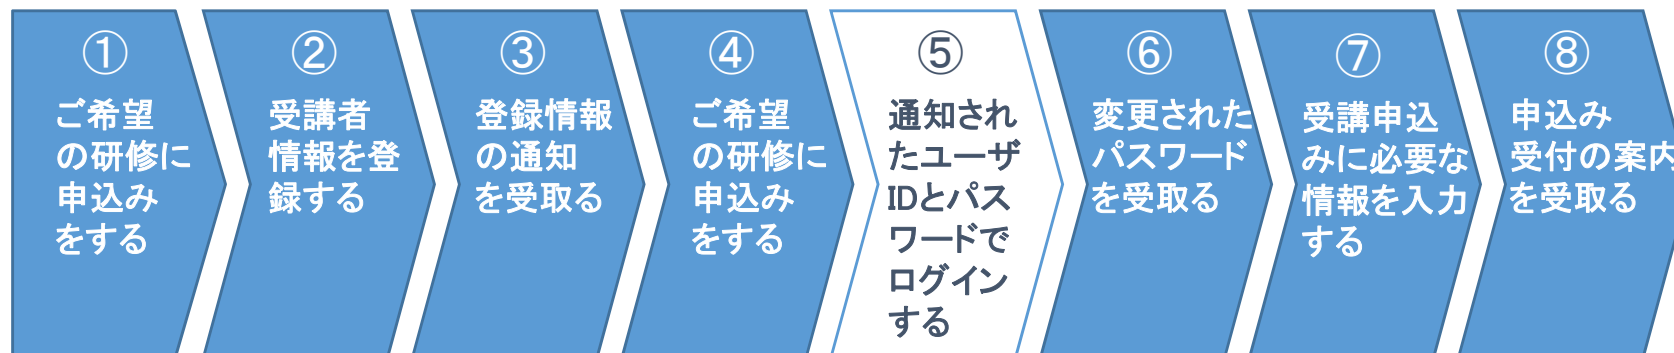 ①
ご希望
の研修に
申込み
をする
②
受講者
情報を登
録する
③
登録情報
の通知
を受取る
④
ご希望
の研修に
申込み
をする
⑤
通知され
たユーザ
IDとパス
ワードで
ログイン
する
⑥
変更された
パスワード
を受取る
⑦
受講申込
みに必要な
情報を入力
する
⑧
申込み
受付の案内
を受取る